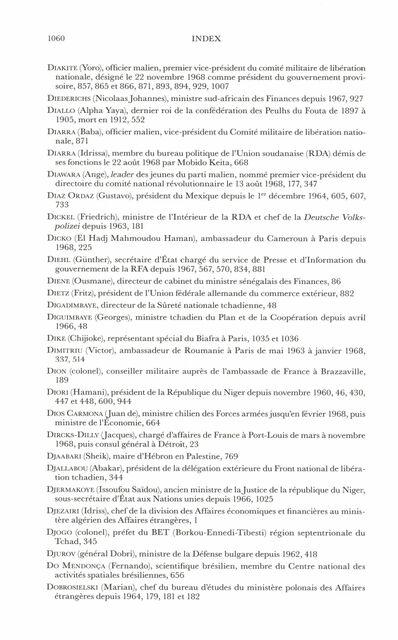 1060 INDEX
DIAKITE (Yoro), officier malien, premier vice-président du comité militaire de libération
nationale, désigné le 22 novembre 1968 comme président du gouvernement provi-
soire, 857, 865 et 866, 871, 893, 894, 929, 1007
DIEDERICHS (Nicolaas Johannes), ministre sud-africain des Finances depuis 1967, 927
DIALLO (Alpha Yaya), dernier roi de la confédération des Peulhs du Fouta de 1897 à
1905, mort en 1912, 552
DIARRA (Baba), officier malien, vice-président du Comité militaire de libération natio-
nale, 871
DIARRA (Idrissa), membre du bureau politique de l'Union soudanaise (RDA) démis de
ses fonctions le 22 août 1968 par Mobido Keita, 668
DIAWARA (Ange), leader des jeunes du parti malien, nommé premier vice-président du
directoire du comité national révolutionnaire le 13 août 1968, 177, 347
DIAZ ORDAZ (Gustavo), président du Mexique depuis le 1er décembre 1964, 605, 607,
733
DICKEL (Friedrich), ministre de l'Intérieur de la RDA et chef de la Deutsche Volks-
polizei depuis 1963, 181
DICKO (El Hadj Mahmoudou Haman), ambassadeur du Cameroun à Paris depuis
1968, 225
DIEHL (Günther), secrétaire d'État chargé du service de Presse et d'Information du
gouvernement de la RFA depuis 1967, 567, 570, 834, 881
DIENE (Ousmane), directeur de cabinet du ministre sénégalais des Finances, 86
DIETZ (Fritz), président de l'Union fédérale allemande du commerce extérieur, 882
DIGADIMBAYE, directeur de la Sûreté nationale tchadienne, 48
DIGUIMBAYE (Georges), ministre tchadien du Plan et de la Coopération depuis avril
1966, 48
DIKE (Chijioke), représentant spécial du Biafra à Paris, 1035 et 1036
DIMITRIU (Victor), ambassadeur de Roumanie à Paris de mai 1963 à janvier 1968,
337, 514
DION (colonel), conseiller militaire auprès de l'ambassade de France à Brazzaville,
189
DIORI (Hamani), président de la République du Niger depuis novembre 1960, 46, 430,
447 et 448, 600, 944
DIOS CARMONA (Juan de), ministre chilien des Forces armées jusqu'en février 1968, puis
ministre de l'Économie, 664
DIRCKS-DILLY (Jacques), chargé d'affaires de France à Port-Louis de mars à novembre
1968, puis consul général à Détroit, 23
DJAABARI (Sheik), maire d'Hébron en Palestine, 769
DJALLABOU (Abakar), président de la délégation extérieure du Front national de libéra-
tion tchadien, 344
DJERMAKOYE (Issoufou Saïdou), ancien ministre de la Justice de la république du Niger,
sous-secrétaire d'État aux Nations unies depuis 1966, 1025
DJEZAIRI (Idriss), chef de la division des Affaires économiques et financières au minis-
tère algérien des Affaires étrangères, 1
DJOGO (colonel), préfet du BET (Borkou-Ennedi-Tibesti) région septentrionale du
Tchad, 345
DJUROV (général Dobri), ministre de la Défense bulgare depuis 1962, 418
DO MENDONÇA (Fernando), scientifique brésilien, membre du Centre national des
activités spatiales brésiliennes, 656
DOBROSIELSKI (Marian), chef du bureau d'études du ministère polonais des Affaires
étrangères depuis 1964, 179, 181 et 182